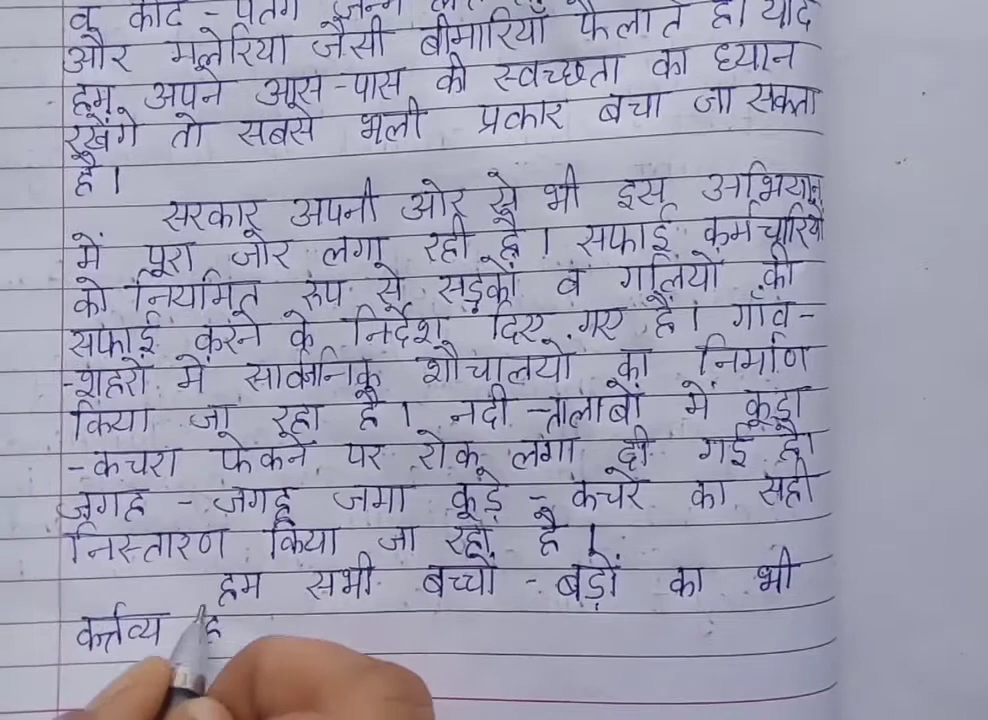 व कीट - पतंग जन्म
और मलेरिया जैसी बीमारियाँ फैलाते हैं। यदि
हम अपने आस-पास की स्वच्छता का ध्यान
रखेंगे तो सबसे भली प्रकार बचा जा सकता
है।
सरकार अपनी ओर से भी इस अभियान
में पूरा जोर लगा रही है। सफाई कर्मचारियों
को नियमित रूप से सड़कों व गलियों की
सफाई करने के निर्देश दिए गए हैं। गाँव-
-शहरों में सार्वजनिक शौचालयों का निर्माण
किया जा रहा है। नदी-तालाबों में कूड़ा
-कचरा फेंकने पर रोक लगा दी गई है।
जगह - जगह जमा कूड़े - कचरे का सही
निस्तारण किया जा रहा है।
हम सभी बच्चों - बड़ों का भी
कर्त्तव्य ह